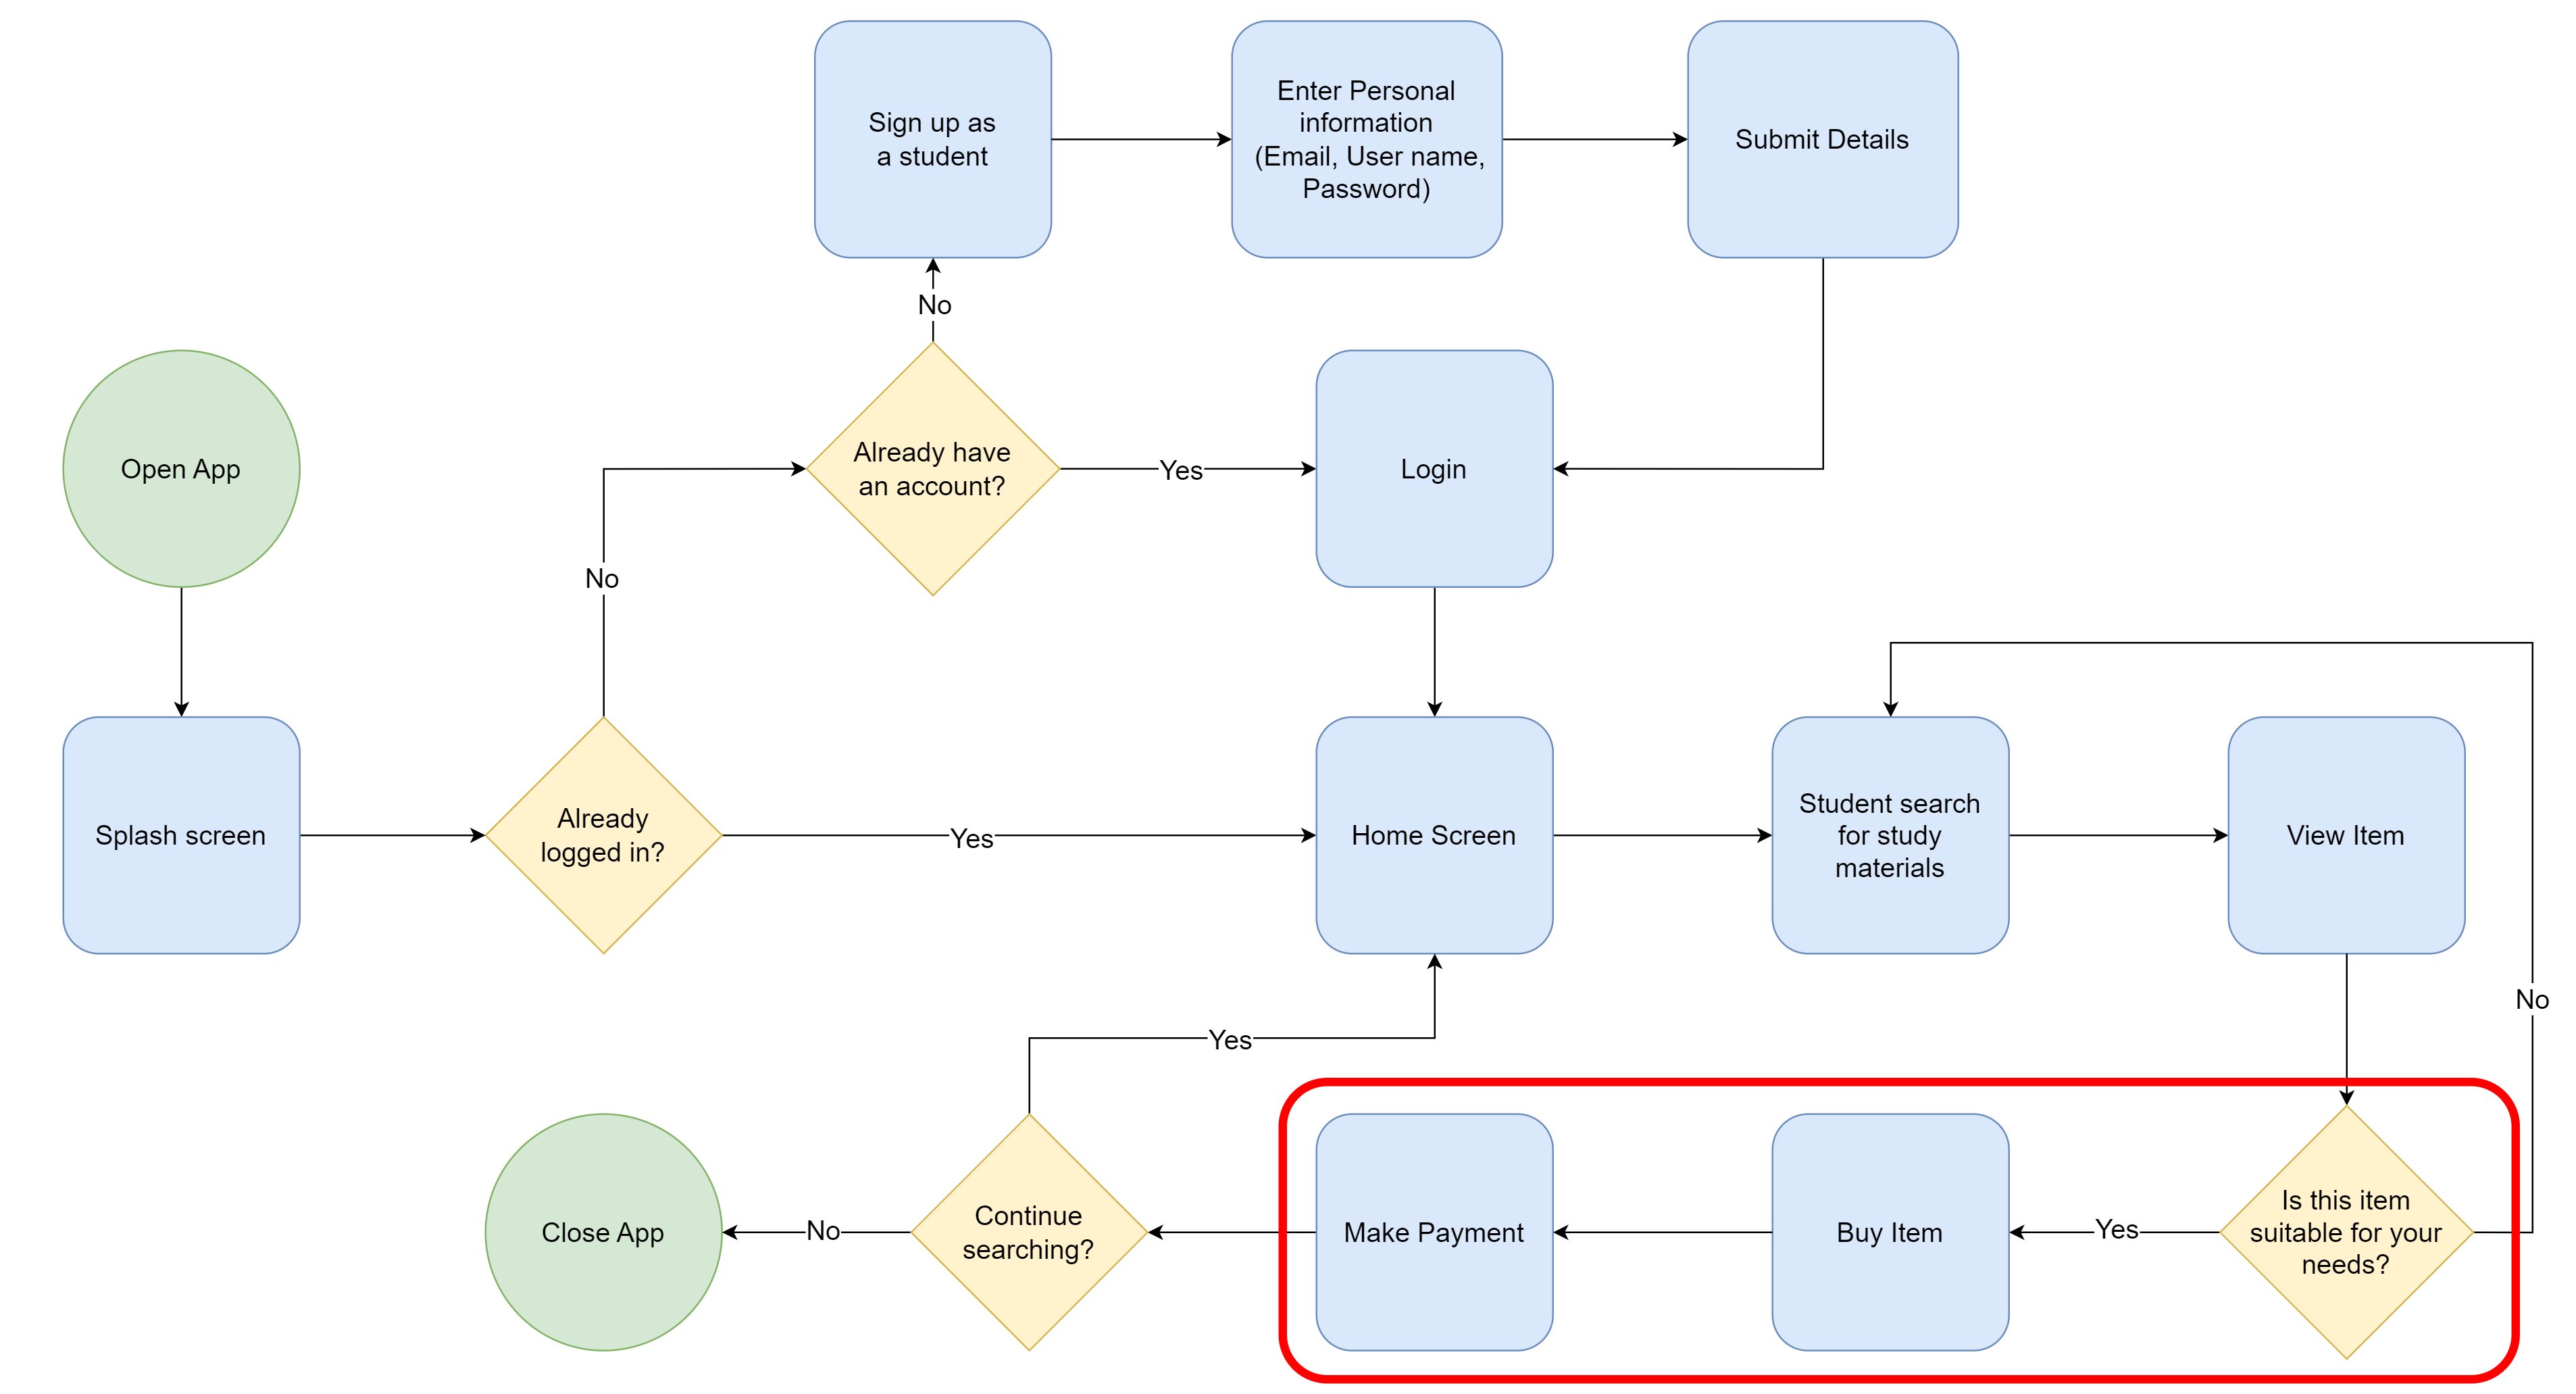 Sign up as
a student
Enter Personal
information
(Email, User name,
Password)
Submit Details
No
Open App
Already have
an account?
Yes
Login
No
Splash screen
Already
logged in?
Yes
Home Screen
Student search
for study
materials
View Item
No
Yes
Close App
No
Continue
searching?
Make Payment
Buy Item
Yes
Is this item
suitable for your
needs?